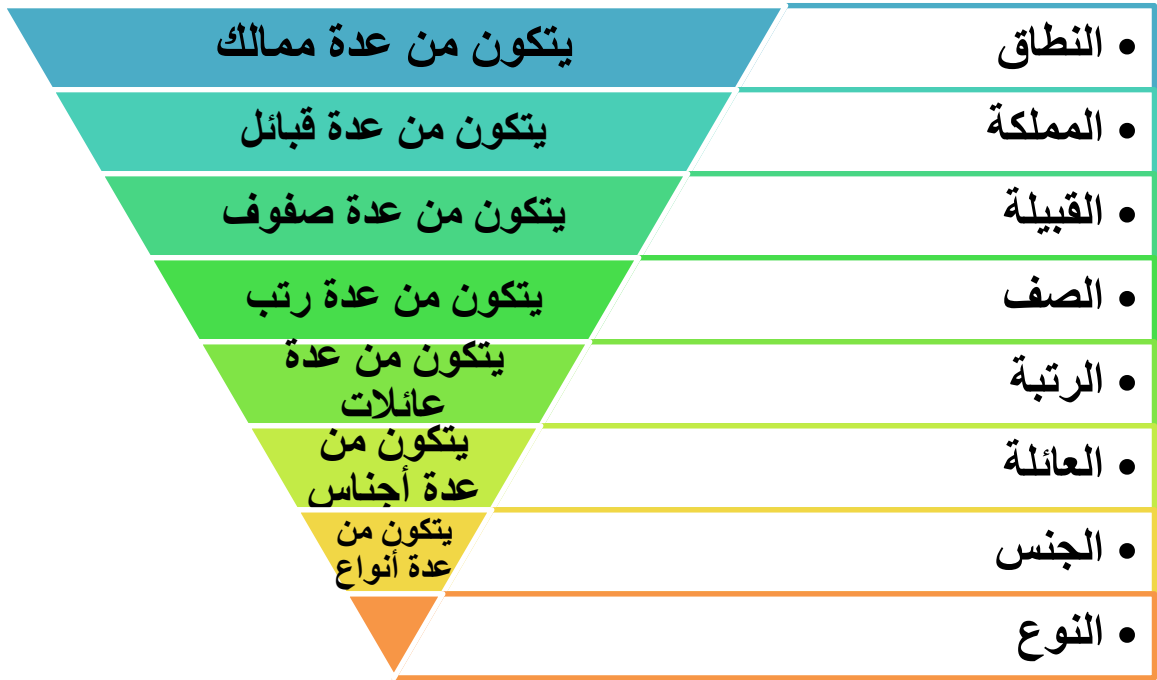 • النطاق
يتكون من عدة ممالك
• المملكة
يتكون من عدة قبائل
• القبيلة
يتكون من عدة صفوف
• الصف
يتكون من عدة رتب
• الرتبة
يتكون من عدة
عائلات
• العائلة
يتكون من
عدة أجناس
• الجنس
يتكون من
عدة أنواع
• النوع